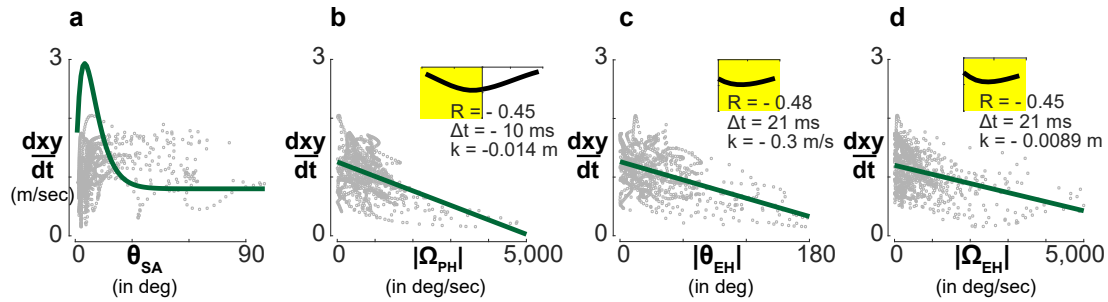 a
b
c
d
3
dxy
dt
(m/sec)
0
0
90
θSA
(in deg)
3
dxy
dt
0
R = - 0.45
Δt = - 10 ms
k = -0.014 m
0
5,000
|ΩPH|
(in deg/sec)
3
dxy
dt
0
R = - 0.48
Δt = 21 ms
k = - 0.3 m/s
0
180
|θEH|
(in deg)
3
dxy
dt
0
R = - 0.45
Δt = 21 ms
k = - 0.0089 m
0
5,000
|ΩEH|
(in deg/sec)